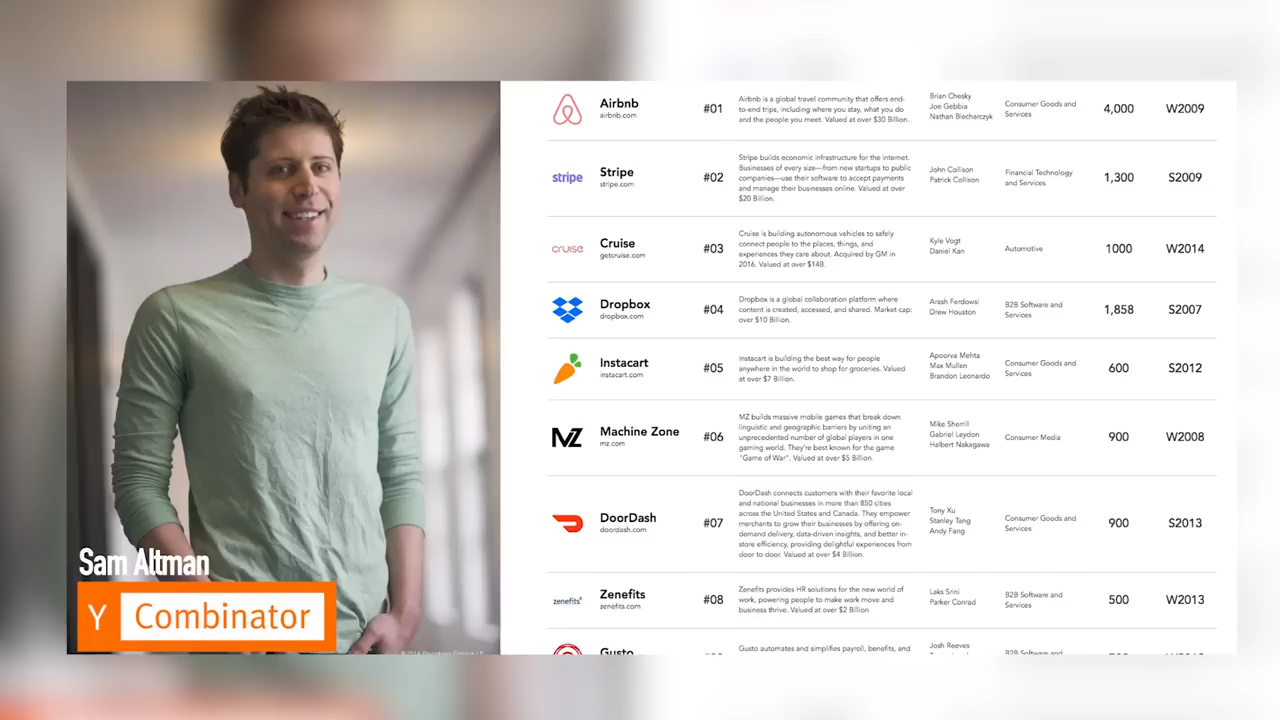 Sam Altman
Y Combinator
Airbnb
airbnb.com
#01
Airbnb is a global travel community that offers end-
to-end trips, including where you stay, what you do
and the people you meet. Valued at over $30 Billion.
Brian Chesky
Joe Gebbia
Nathan Blecharczyk
Consumer Goods and
Services
4,000
W2009
stripe
Stripe
stripe.com
#02
Stripe builds economic infrastructure for the internet.
Businesses of every size—from new startups to public
companies—use their software to accept payments
and manage their businesses online. Valued at over
$20 Billion.
John Collison
Patrick Collison
Financial Technology
and Services
1,300
S2009
cruise
Cruise
getcruise.com
#03
Cruise is building autonomous vehicles to safely
connect people to the places, things, and
experiences they care about. Acquired by GM in
2016. Valued at over $14B.
Kyle Vogt
Daniel Kan
Automotive
1000
W2014
Dropbox
dropbox.com
#04
Dropbox is a global collaboration platform where
content is created, accessed, and shared. Market cap:
over $10 Billion.
Arash Ferdowsi
Drew Houston
B2B Software and
Services
1,858
S2007
Instacart
instacart.com
#05
Instacart is building the best way for people
anywhere in the world to shop for groceries. Valued
at over $7 Billion.
Apoorva Mehta
Max Mullen
Brandon Leonardo
Consumer Goods and
Services
600
S2012
MZ
Machine Zone
mz.com
#06
MZ builds massive mobile games that break down
linguistic and geographic barriers by uniting an
unprecedented number of global players in one
gaming world. They're best known for the game
"Game of War". Valued at over $5 Billion.
Mike Sherrill
Gabriel Leydon
Halbert Nakagawa
Consumer Media
900
W2008
DoorDash
doordash.com
#07
DoorDash connects customers with their favorite local
and national businesses in more than 850 cities
across the United States and Canada. They empower
merchants to grow their businesses by offering on-
demand delivery, data-driven insights, and better in-
store efficiency, providing delightful experiences from
door to door. Valued at over $4 Billion.
Tony Xu
Stanley Tang
Andy Fang
Consumer Goods and
Services
900
S2013
zenefits
Zenefits
zenefits.com
#08
Zenefits provides HR solutions for the new world of
work, powering people to make work move and
business thrive. Valued at over $2 Billion
Laks Srini
Parker Conrad
B2B Software and
Services
500
W2013
Gusto
Gusto automates and simplifies payroll, benefits, and
Josh Reeves
B2B Software and